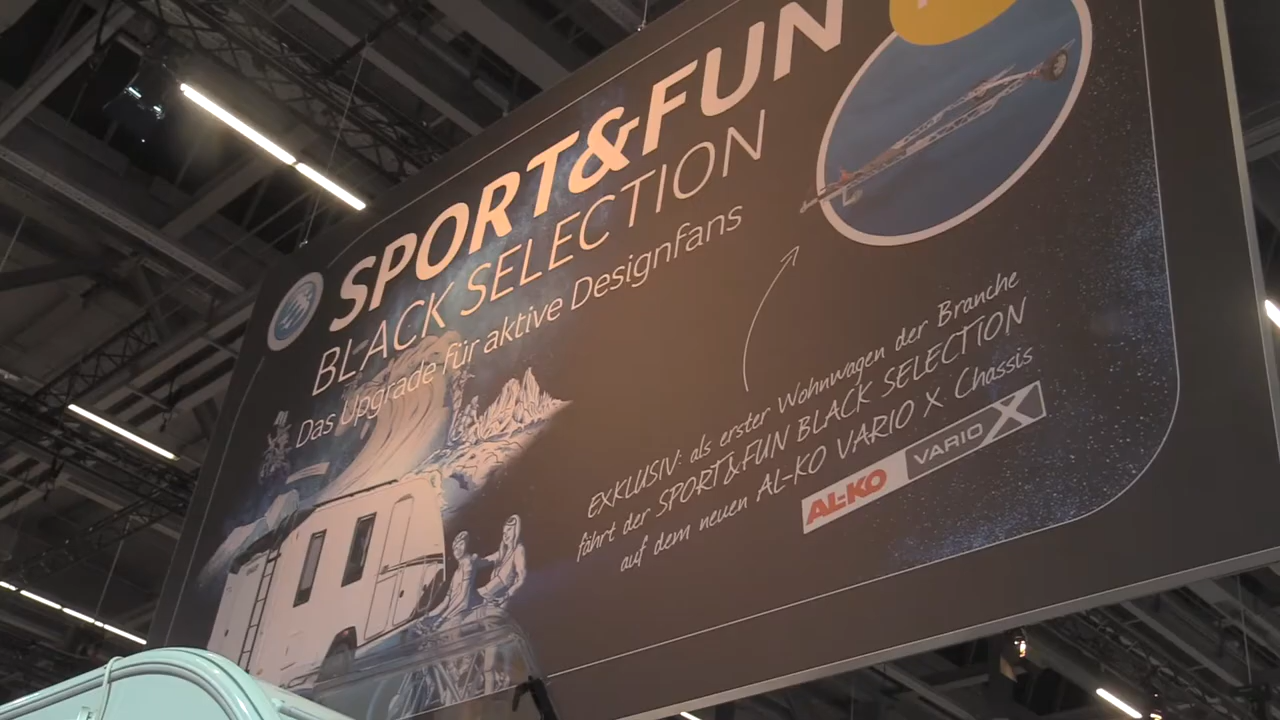 SPORT&FUN
BLACK SELECTION
Das Upgrade für aktive Designfans
EXKLUSIV: als erster Wohnwagen der Branche
fährt der SPORT&FUN BLACK SELECTION
auf dem neuen AL-KO VARIO X Chassis
AL-KO VARIO X